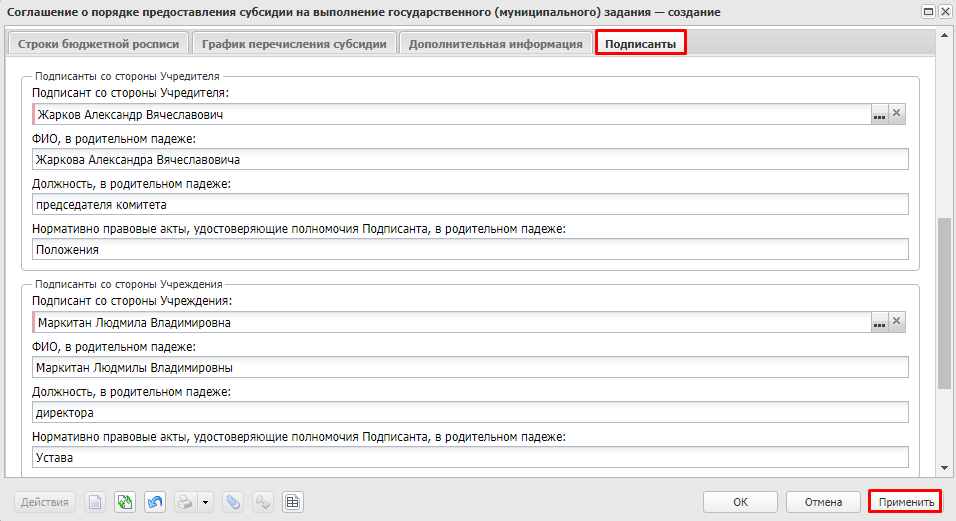 Соглашение о порядке предоставления субсидии на выполнение государственного (муниципального) задания — создание
Строки бюджетной росписи График перечисления субсидии Дополнительная информация Подписанты
Подписанты со стороны Учредителя
Подписант со стороны Учредителя:
Жарков Александр Вячеславович
ФИО, в родительном падеже:
Жаркова Александра Вячеславовича
Должность, в родительном падеже:
председателя комитета
Нормативно правовые акты, удостоверяющие полномочия Подписанта, в родительном падеже:
Положения
Подписанты со стороны Учреждения
Подписант со стороны Учреждения:
Маркитан Людмила Владимировна
ФИО, в родительном падеже:
Маркитан Людмилы Владимировны
Должность, в родительном падеже:
директора
Нормативно правовые акты, удостоверяющие полномочия Подписанта, в родительном падеже:
Устава
Действия ОК Отмена Применить